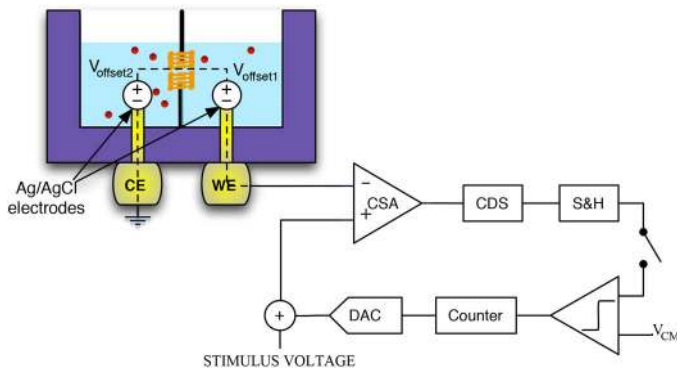 Voffset2
Voffset1
Ag/AgCl
electrodes
CE
WE
CSA
CDS
S&H
DAC
Counter
VCM
STIMULUS VOLTAGE